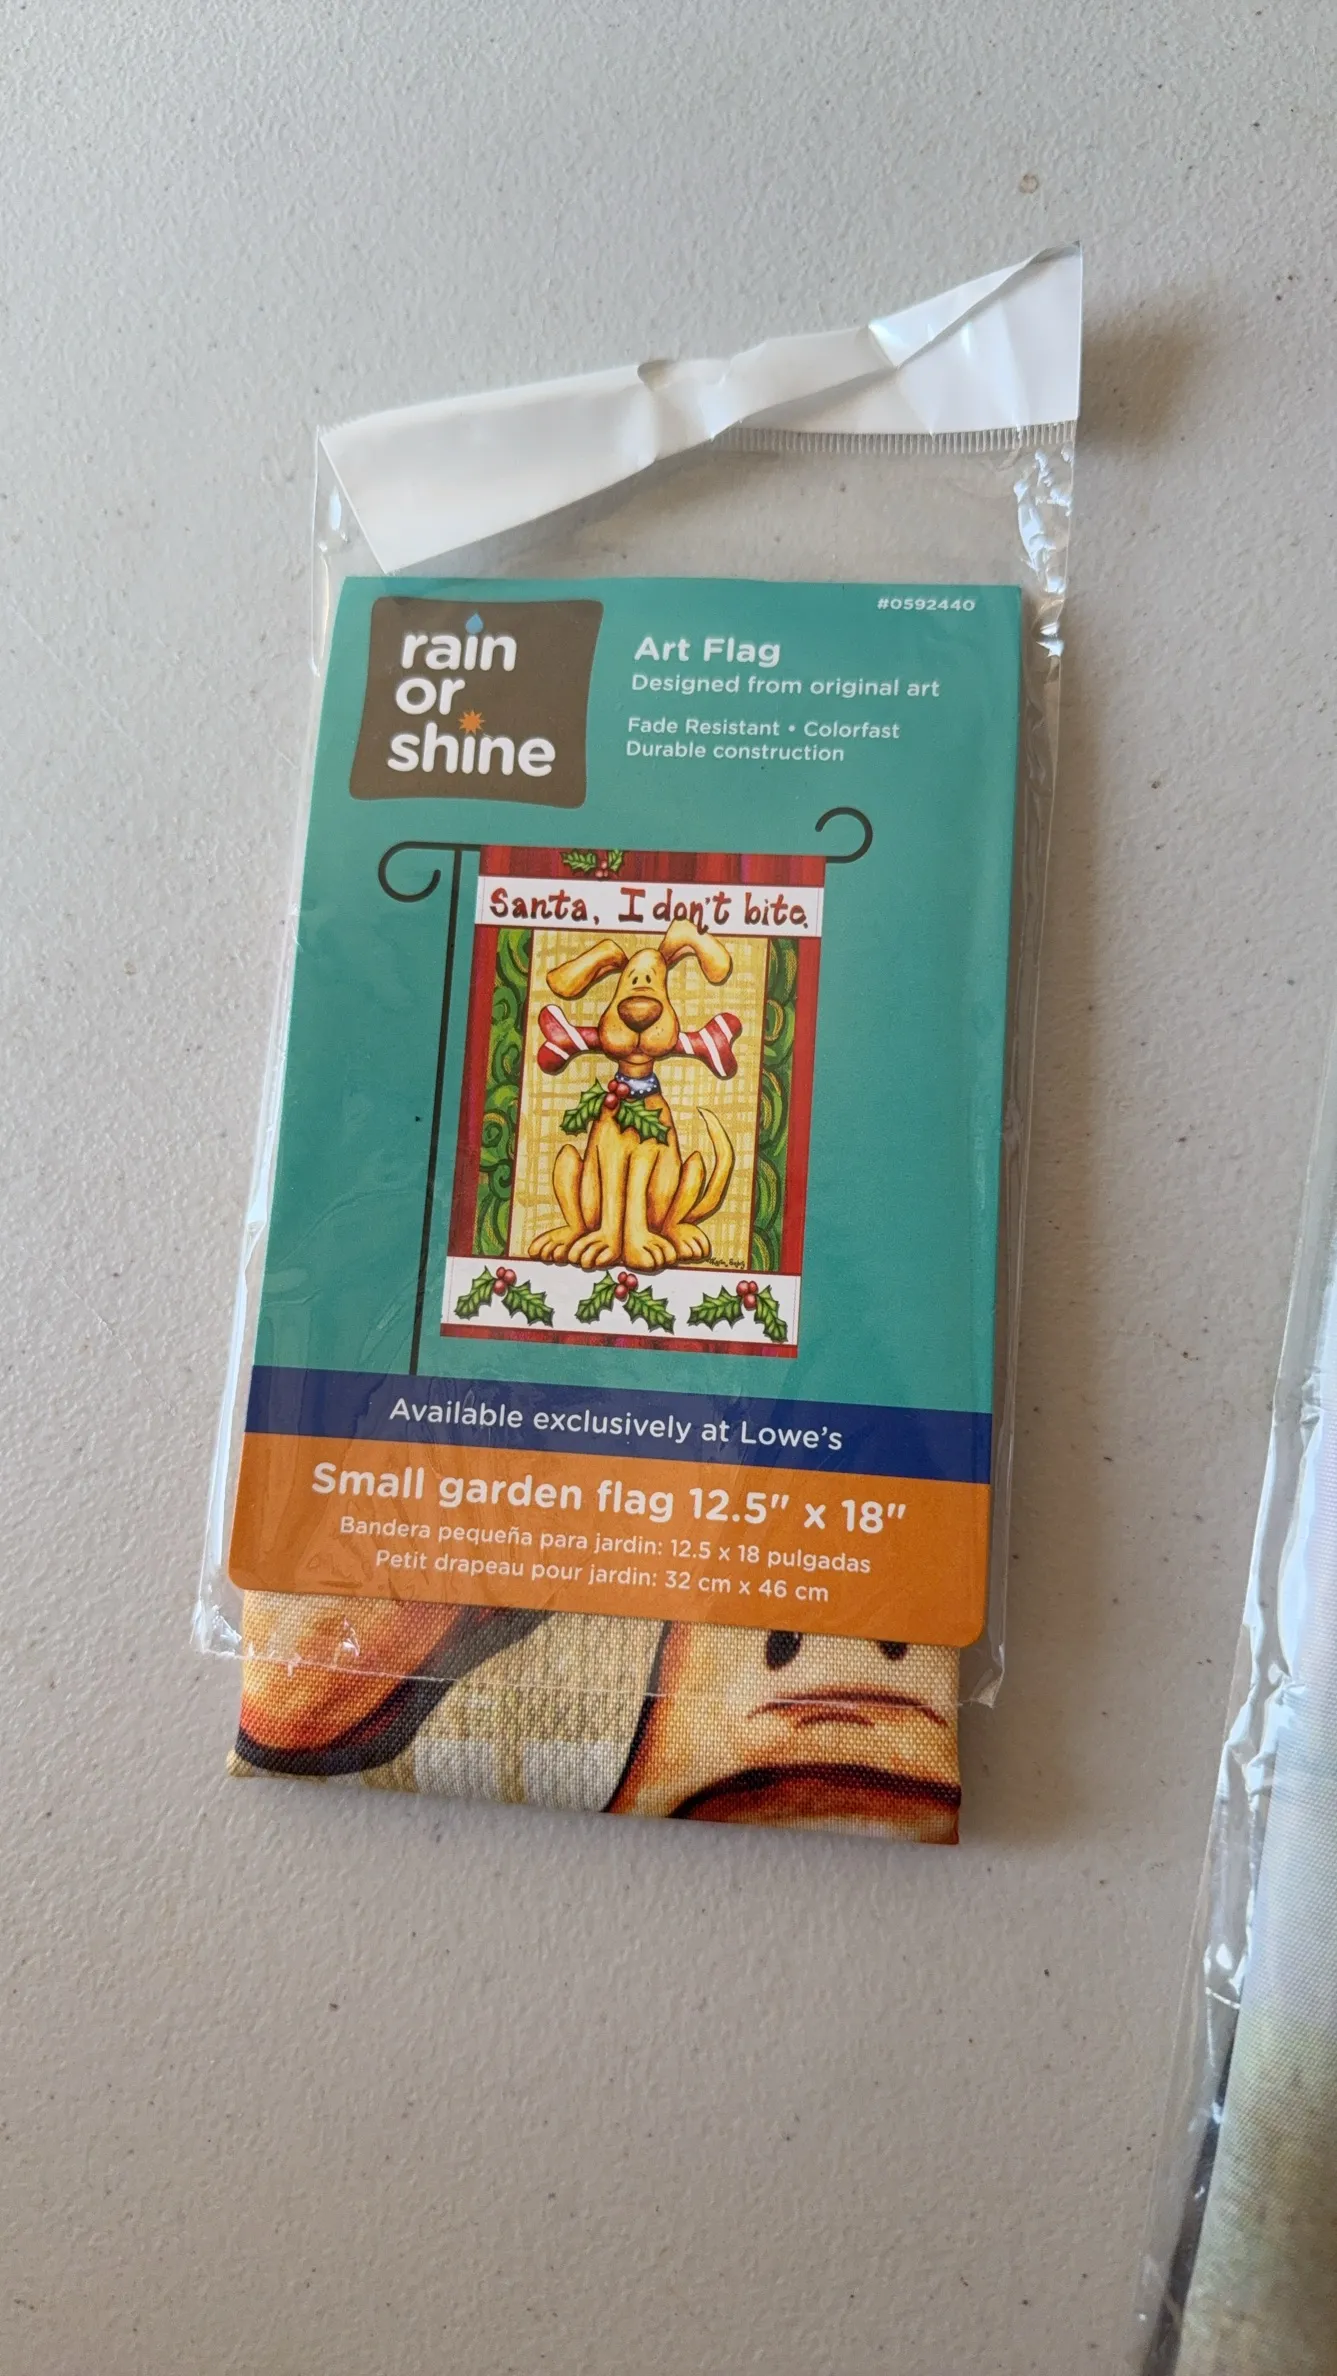 #0592440
rain
or
shine
Art Flag
Designed from original art
Fade Resistant • Colorfast
Durable construction
Santa, I don't bite.
Available exclusively at Lowe's
Small garden flag 12.5" x 18"
Bandera pequeña para jardin: 12.5 x 18 pulgadas
Petit drapeau pour jardin: 32 cm x 46 cm